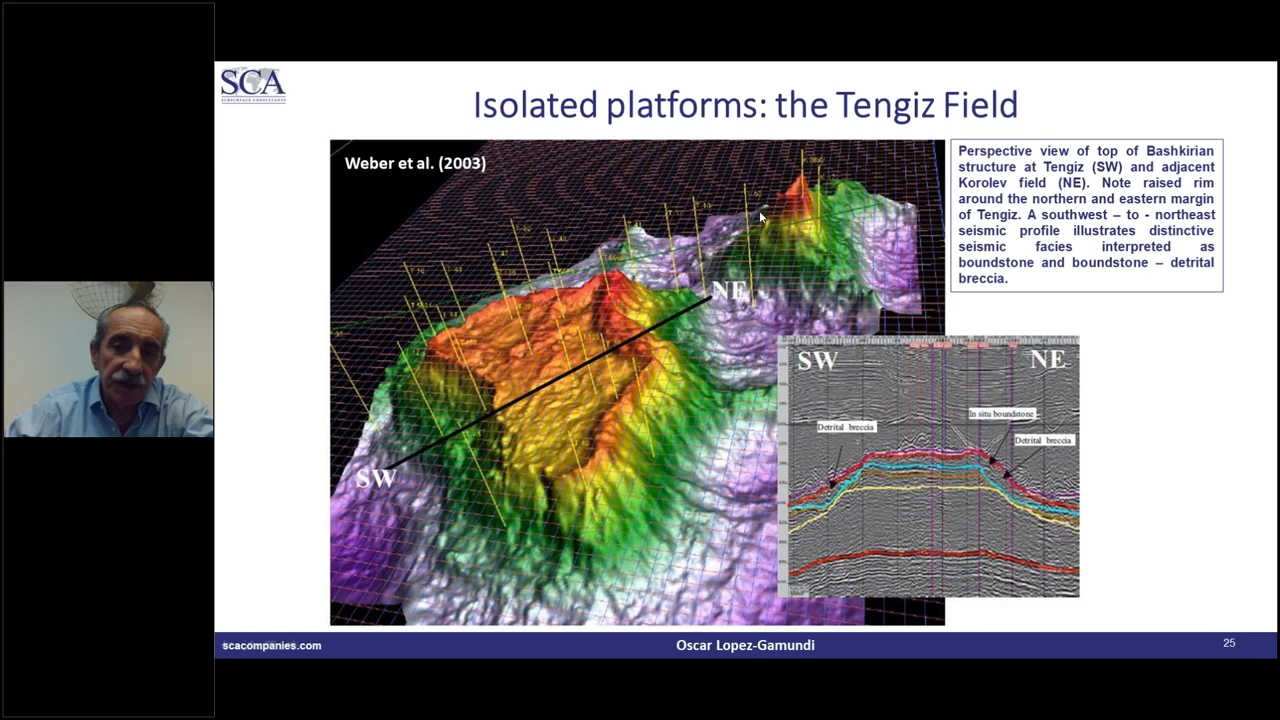 SCA
SUBSURFACE CONSULTANTS
Isolated platforms: the Tengiz Field
Weber et al. (2003)
Perspective view of top of Bashkirian
structure at Tengiz (SW) and adjacent
Korolev field (NE). Note raised rim
around the northern and eastern margin
of Tengiz. A southwest – to - northeast
seismic profile illustrates distinctive
seismic facies interpreted as
boundstone and boundstone – detrital
breccia.
NE
SW
SW
NE
In situ boundstone
Detrital breccia
Detrital breccia
scacompanies.com
Oscar Lopez-Gamundi
25